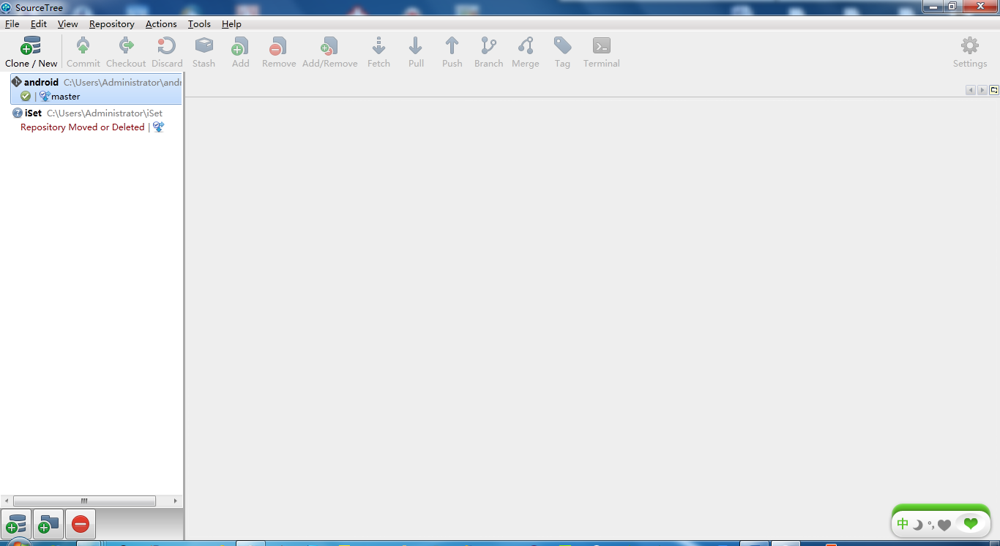 SourceTree
File Edit View Repository Actions Tools Help
Clone / New Commit Checkout Discard Stash Add Remove Add/Remove Fetch Pull Push Branch Merge Tag Terminal Settings
android C:\Users\Administrator\andr
| master
iSet C:\Users\Administrator\iSet
Repository Moved or Deleted |
中 °,